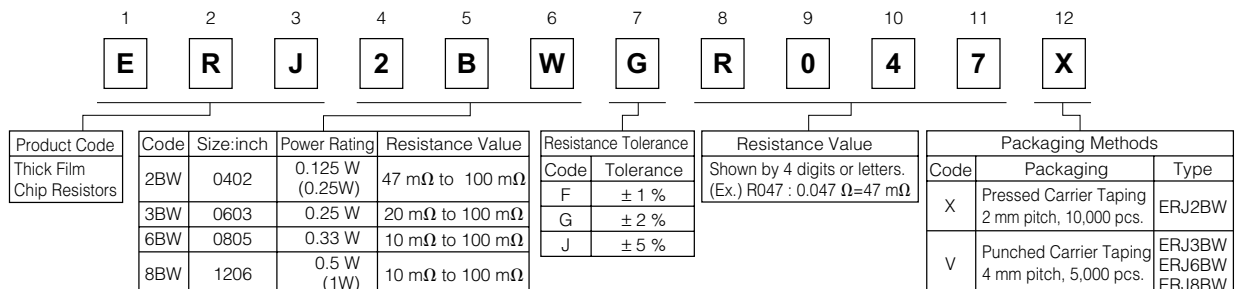 1 2 3 4 5 6 7 8 9 10 11 12
E R J 2 B W G R 0 4 7 X
Product Code
Thick Film
Chip Resistors
Code Size:inch Power Rating Resistance Value
2BW 0402 0.125 W (0.25W) 47 mΩ to 100 mΩ
3BW 0603 0.25 W 20 mΩ to 100 mΩ
6BW 0805 0.33 W 10 mΩ to 100 mΩ
8BW 1206 0.5 W (1W) 10 mΩ to 100 mΩ
Resistance Tolerance
Code Tolerance
F ± 1 %
G ± 2 %
J ± 5 %
Resistance Value
Shown by 4 digits or letters.
(Ex.) R047 : 0.047 Ω=47 mΩ
Packaging Methods
Code Packaging Type
X Pressed Carrier Taping
2 mm pitch, 10,000 pcs. ERJ2BW
V Punched Carrier Taping
4 mm pitch, 5,000 pcs. ERJ3BW
ERJ6BW
ERJ8BW